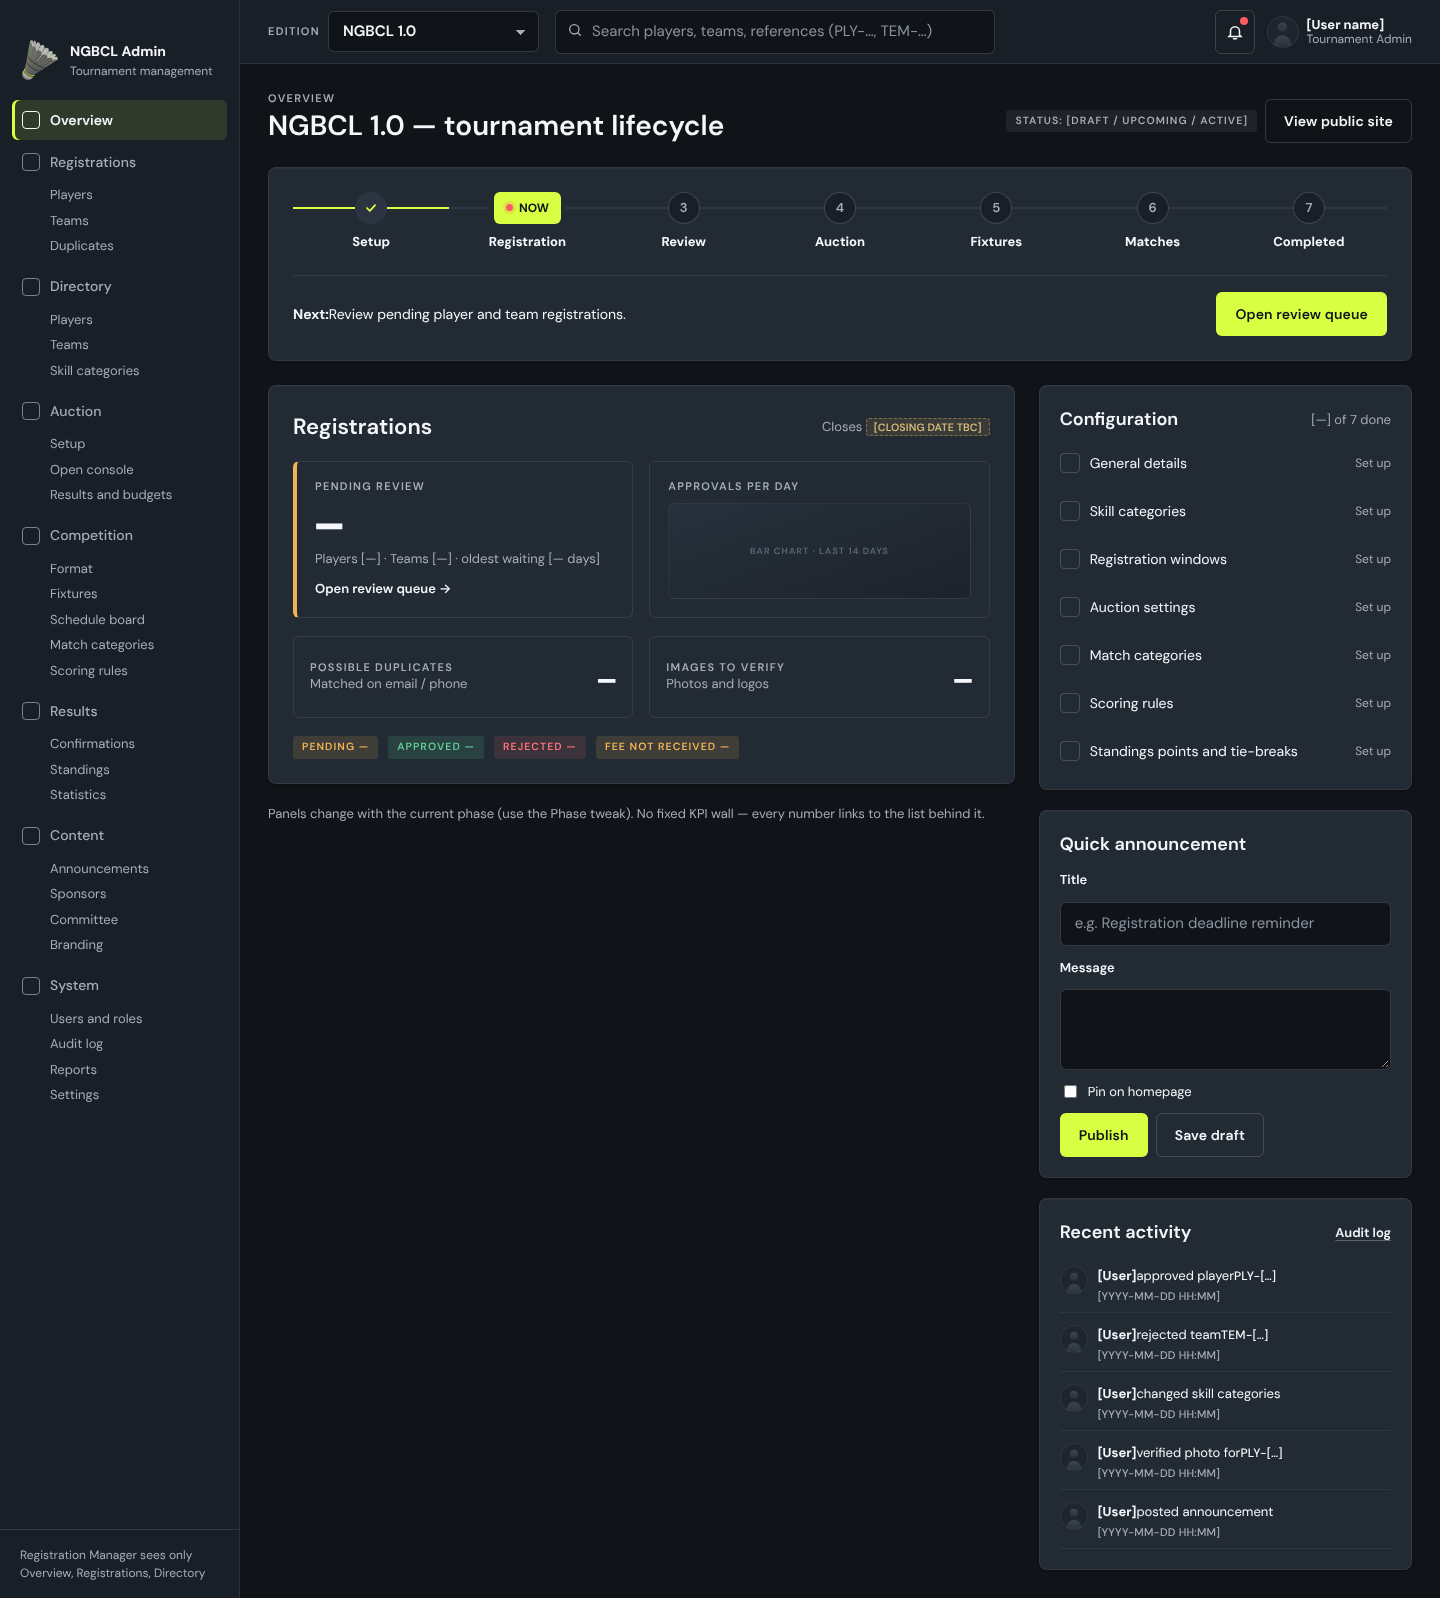 NGBCL Admin
Tournament management
Overview
Registrations
Players
Teams
Duplicates
Directory
Players
Teams
Skill categories
Auction
Setup
Open console
Results and budgets
Competition
Format
Fixtures
Schedule board
Match categories
Scoring rules
Results
Confirmations
Standings
Statistics
Content
Announcements
Sponsors
Committee
Branding
System
Users and roles
Audit log
Reports
Settings
Registration Manager sees only
Overview, Registrations, Directory
EDITION
NGBCL 1.0
Search players, teams, references (PLY-…, TEM-…)
[User name]
Tournament Admin
OVERVIEW
NGBCL 1.0 — tournament lifecycle
STATUS: [DRAFT / UPCOMING / ACTIVE]
View public site
NOW
3
4
5
6
7
Setup
Registration
Review
Auction
Fixtures
Matches
Completed
Next:Review pending player and team registrations.
Open review queue
Registrations
Closes [CLOSING DATE TBC]
PENDING REVIEW
—
Players [—] · Teams [—] · oldest waiting [— days]
Open review queue →
APPROVALS PER DAY
BAR CHART · LAST 14 DAYS
POSSIBLE DUPLICATES
Matched on email / phone
—
IMAGES TO VERIFY
Photos and logos
—
PENDING —
APPROVED —
REJECTED —
FEE NOT RECEIVED —
Panels change with the current phase (use the Phase tweak). No fixed KPI wall — every number links to the list behind it.
Configuration
[—] of 7 done
General details
Set up
Skill categories
Set up
Registration windows
Set up
Auction settings
Set up
Match categories
Set up
Scoring rules
Set up
Standings points and tie-breaks
Set up
Quick announcement
Title
e.g. Registration deadline reminder
Message
Pin on homepage
Publish
Save draft
Recent activity
Audit log
[User]approved playerPLY-[…]
[YYYY-MM-DD HH:MM]
[User]rejected teamTEM-[…]
[YYYY-MM-DD HH:MM]
[User]changed skill categories
[YYYY-MM-DD HH:MM]
[User]verified photo forPLY-[…]
[YYYY-MM-DD HH:MM]
[User]posted announcement
[YYYY-MM-DD HH:MM]